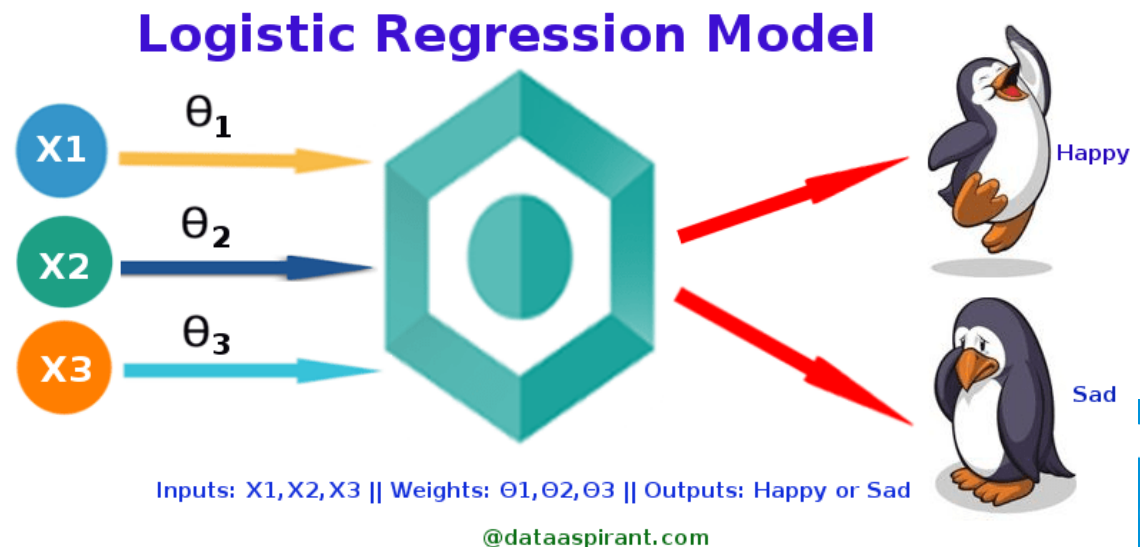 Logistic Regression Model
X1
θ1
X2
θ2
X3
θ3
Happy
Sad
Inputs: X1,X2,X3 || Weights: Θ1,Θ2,Θ3 || Outputs: Happy or Sad
@dataaspirant.com